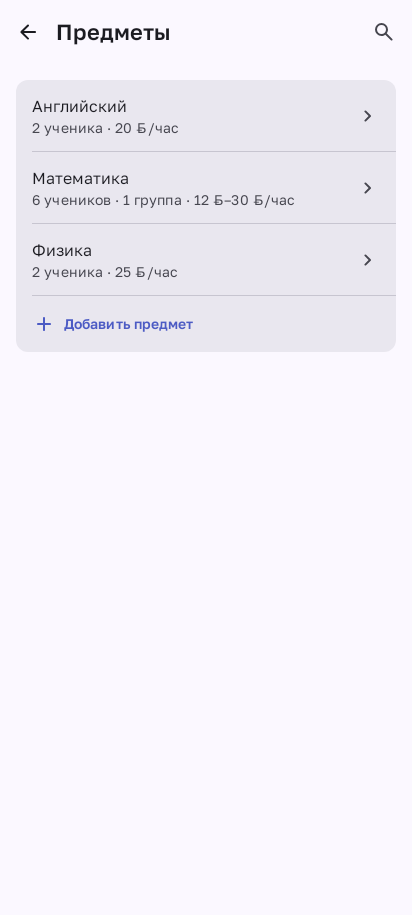 Предметы
Английский
2 ученика · 20 Ƃ/час
Математика
6 учеников · 1 группа · 12 Ƃ–30 Ƃ/час
Физика
2 ученика · 25 Ƃ/час
Добавить предмет